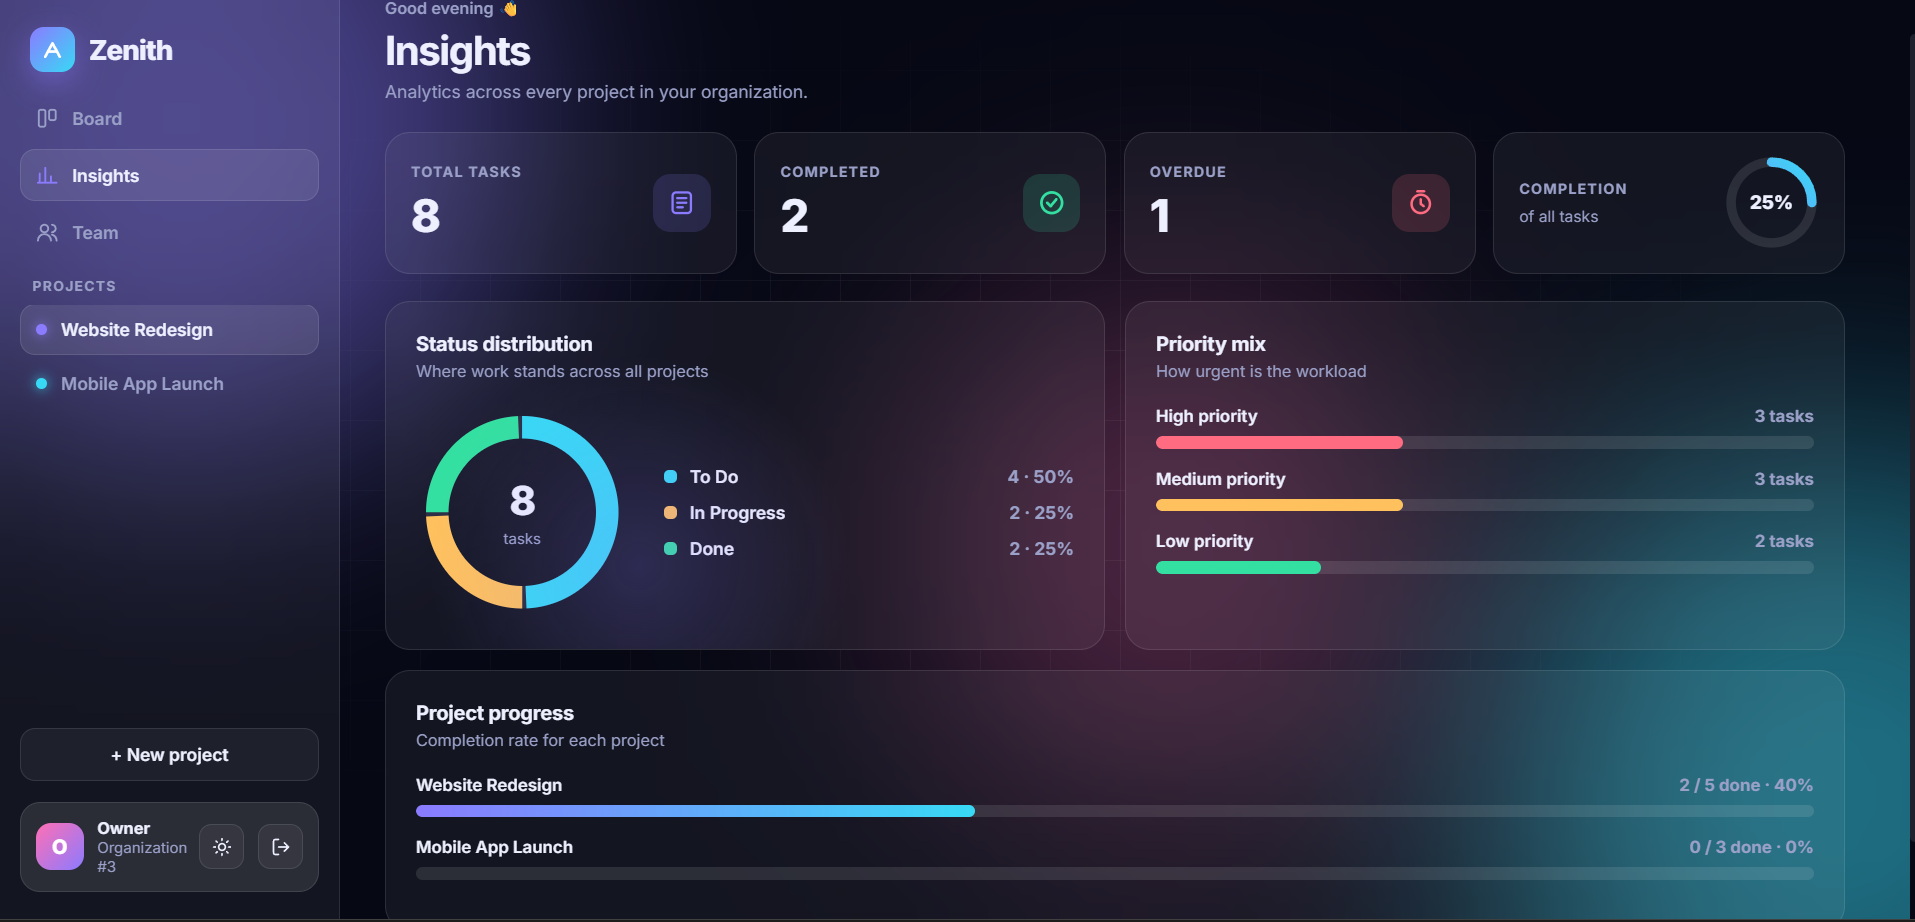 Zenith
Board
Insights
Team
PROJECTS
Website Redesign
Mobile App Launch
+ New project
O
Owner
Organization
#3
Good evening 👋
Insights
Analytics across every project in your organization.
TOTAL TASKS
8
COMPLETED
2
OVERDUE
1
COMPLETION
of all tasks
25%
Status distribution
Where work stands across all projects
8
tasks
To Do 4 · 50%
In Progress 2 · 25%
Done 2 · 25%
Priority mix
How urgent is the workload
High priority 3 tasks
Medium priority 3 tasks
Low priority 2 tasks
Project progress
Completion rate for each project
Website Redesign 2 / 5 done · 40%
Mobile App Launch 0 / 3 done · 0%